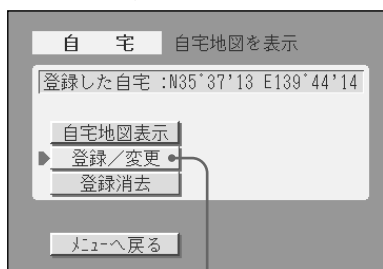 自 宅 自宅地図を表示
登録した自宅 :N35°37'13 E139°44'14
自宅地図表示
登録／変更
登録消去
ﾒﾆｭｰへ戻る